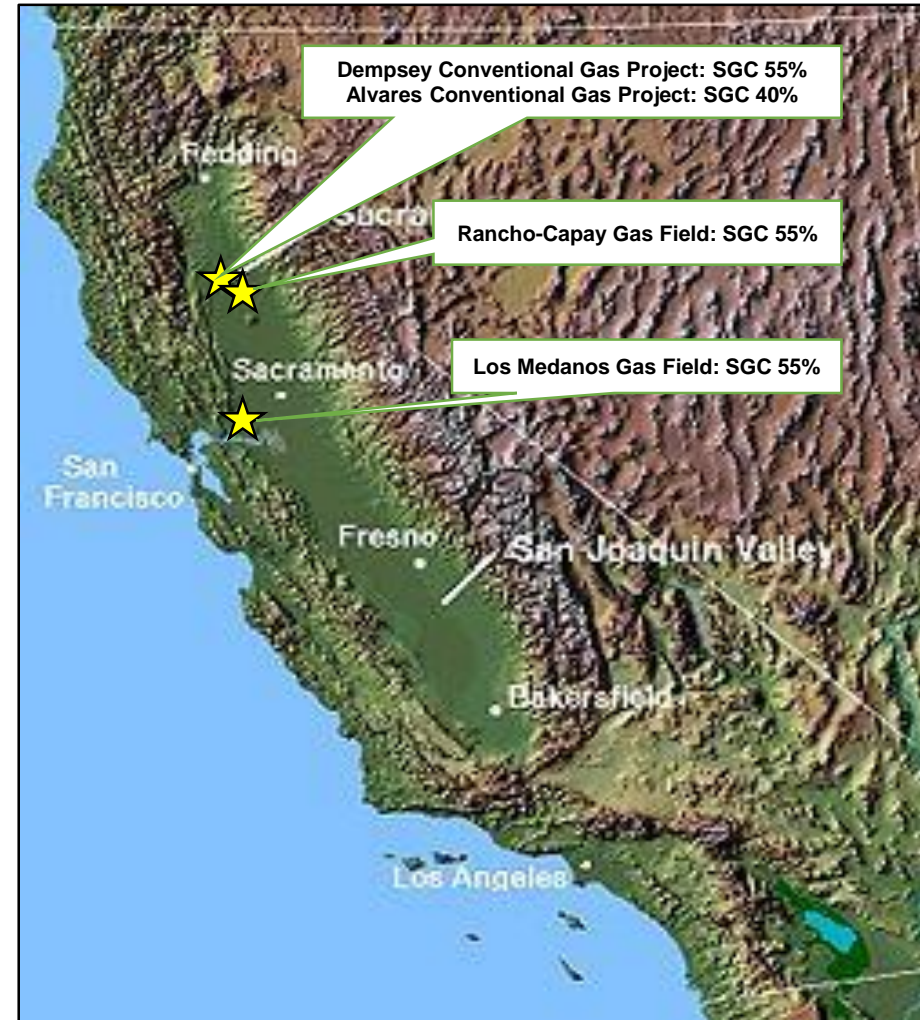 Dempsey Conventional Gas Project: SGC 55%
Alvares Conventional Gas Project: SGC 40%
Redding
Sacra
Rancho-Capay Gas Field: SGC 55%
Los Medanos Gas Field: SGC 55%
Sacramento
San
Francisco
Fresno
San Joaquin Valley
Bakersfield
Los Angeles